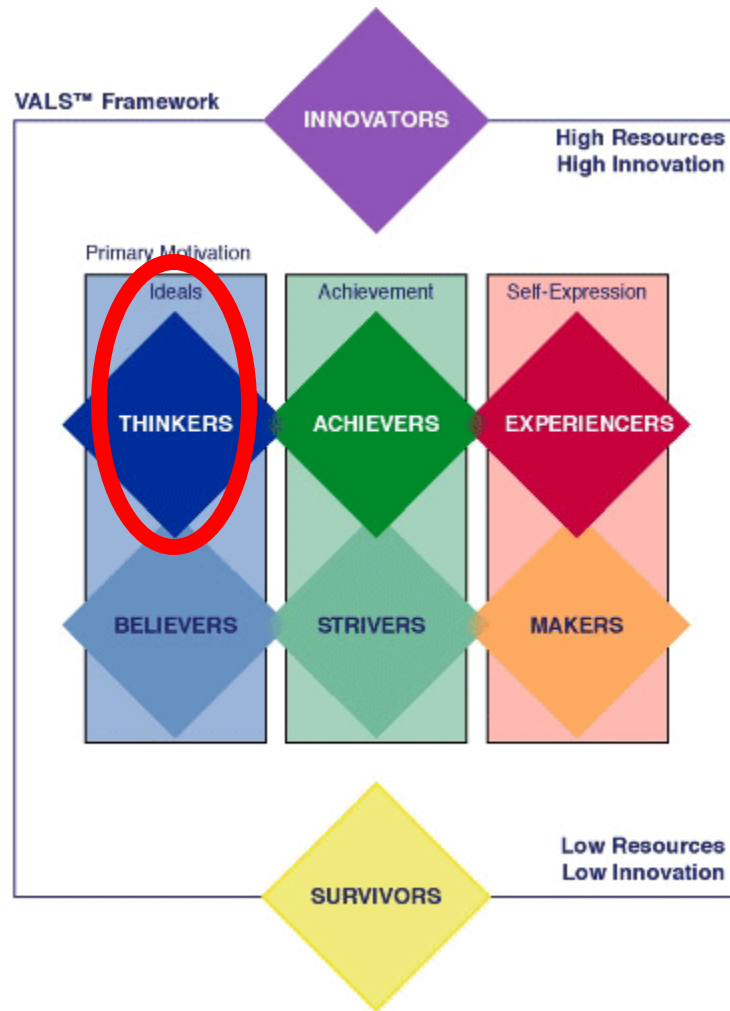 VALS™ Framework
INNOVATORS
High Resources
High Innovation
Primary Motivation
Ideals
Achievement
Self-Expression
THINKERS
ACHIEVERS
EXPERIENCERS
BELIEVERS
STRIVERS
MAKERS
Low Resources
Low Innovation
SURVIVORS